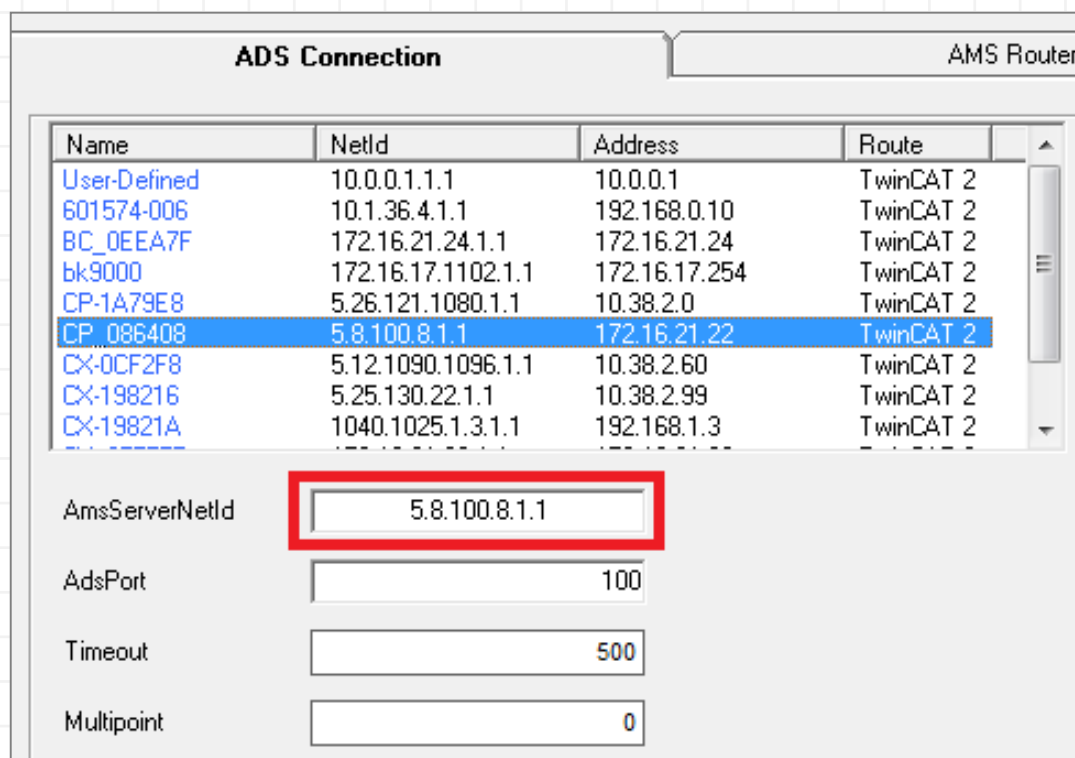 ADS Connection AMS Router
Name NetId Address Route
User-Defined 10.0.0.1.1.1 10.0.0.1 TwinCAT 2
601574-006 10.1.36.4.1.1 192.168.0.10 TwinCAT 2
BC_0EEA7F 172.16.21.24.1.1 172.16.21.24 TwinCAT 2
bk9000 172.16.17.1102.1.1 172.16.17.254 TwinCAT 2
CP-1A79E8 5.26.121.1080.1.1 10.38.2.0 TwinCAT 2
CP_086408 5.8.100.8.1.1 172.16.21.22 TwinCAT 2
CX-0CF2F8 5.12.1090.1096.1.1 10.38.2.60 TwinCAT 2
CX-198216 5.25.130.22.1.1 10.38.2.99 TwinCAT 2
CX-19821A 1040.1025.1.3.1.1 192.168.1.3 TwinCAT 2
AmsServerNetId 5.8.100.8.1.1
AdsPort 100
Timeout 500
Multipoint 0